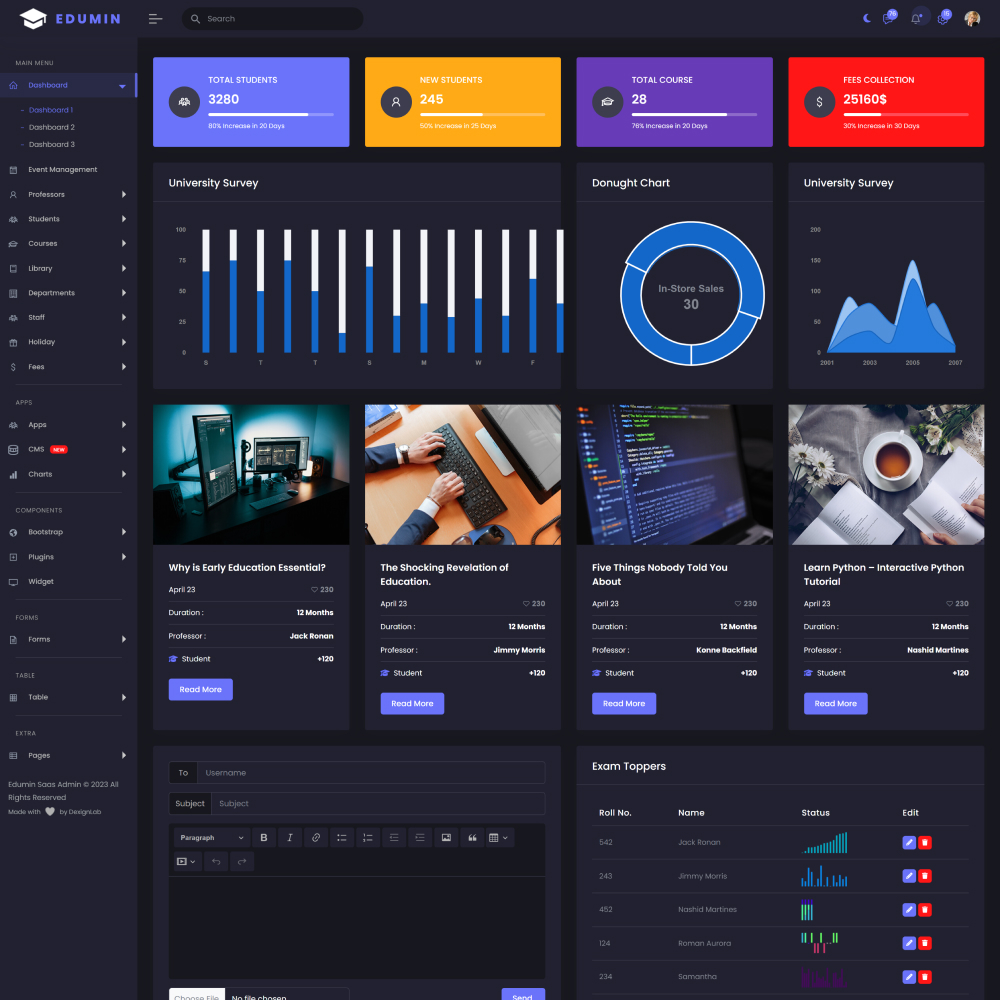 EDUMIN
Search
76
15
MAIN MENU
Dashboard
- Dashboard 1
- Dashboard 2
- Dashboard 3
Event Management
Professors
Students
Courses
Library
Departments
Staff
Holiday
Fees
APPS
Apps
CMS NEW
Charts
COMPONENTS
Bootstrap
Plugins
Widget
FORMS
Forms
TABLE
Table
EXTRA
Pages
Edumin Saas Admin © 2023 All
Rights Reserved
Made with by DexignLab
TOTAL STUDENTS
3280
80% Increase in 20 Days
NEW STUDENTS
245
50% Increase in 25 Days
TOTAL COURSE
28
76% Increase in 20 Days
FEES COLLECTION
25160$
30% Increase in 30 Days
University Survey
100
75
50
25
0
S T T S M W F
Donught Chart
In-Store Sales
30
University Survey
200
150
100
50
0
2001 2003 2005 2007
Why is Early Education Essential?
April 23 230
Duration : 12 Months
Professor : Jack Ronan
Student +120
Read More
The Shocking Revelation of
Education.
April 23 230
Duration : 12 Months
Professor : Jimmy Morris
Student +120
Read More
Five Things Nobody Told You
About
April 23 230
Duration : 12 Months
Professor : Konne Backfield
Student +120
Read More
Learn Python – Interactive Python
Tutorial
April 23 230
Duration : 12 Months
Professor : Nashid Martines
Student +120
Read More
To Username
Subject Subject
Paragraph B I
Choose File No file chosen
Send
Exam Toppers
Roll No. Name Status Edit
542 Jack Ronan
243 Jimmy Morris
452 Nashid Martines
124 Roman Aurora
234 Samantha